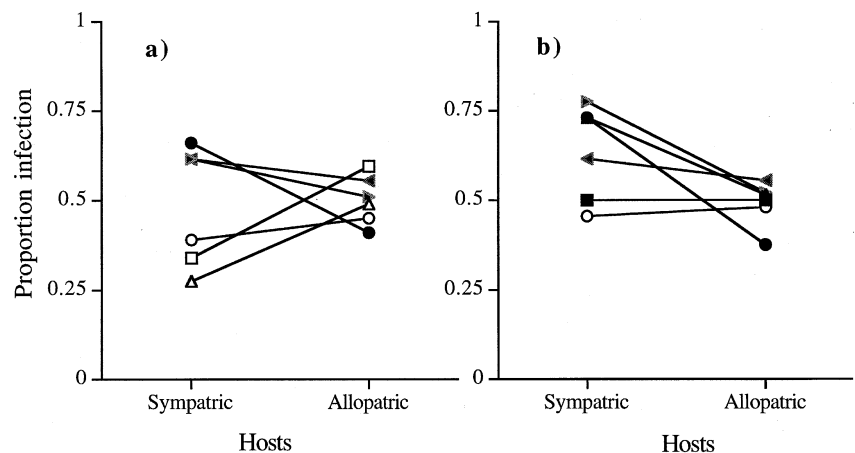 a)
Proportion infection
1
0.75
0.5
0.25
0
Sympatric
Allopatric
Hosts
b)
1
0.75
0.5
0.25
0
Sympatric
Allopatric
Hosts